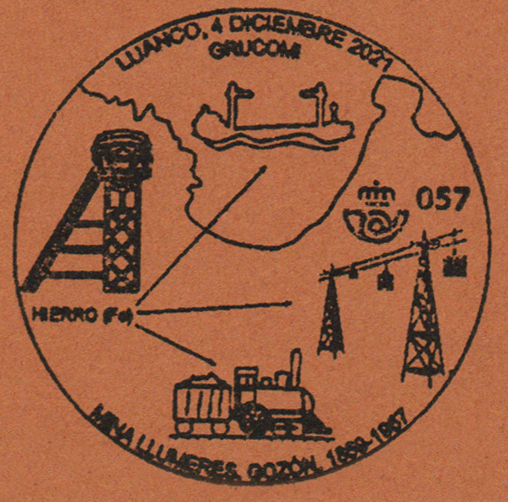 LUANCO, 4 DICIEMBRE 2021
GRUCOMI
057
HIERRO (Fe)
MINA LLUMERES, GOZÓN, 1859-1967